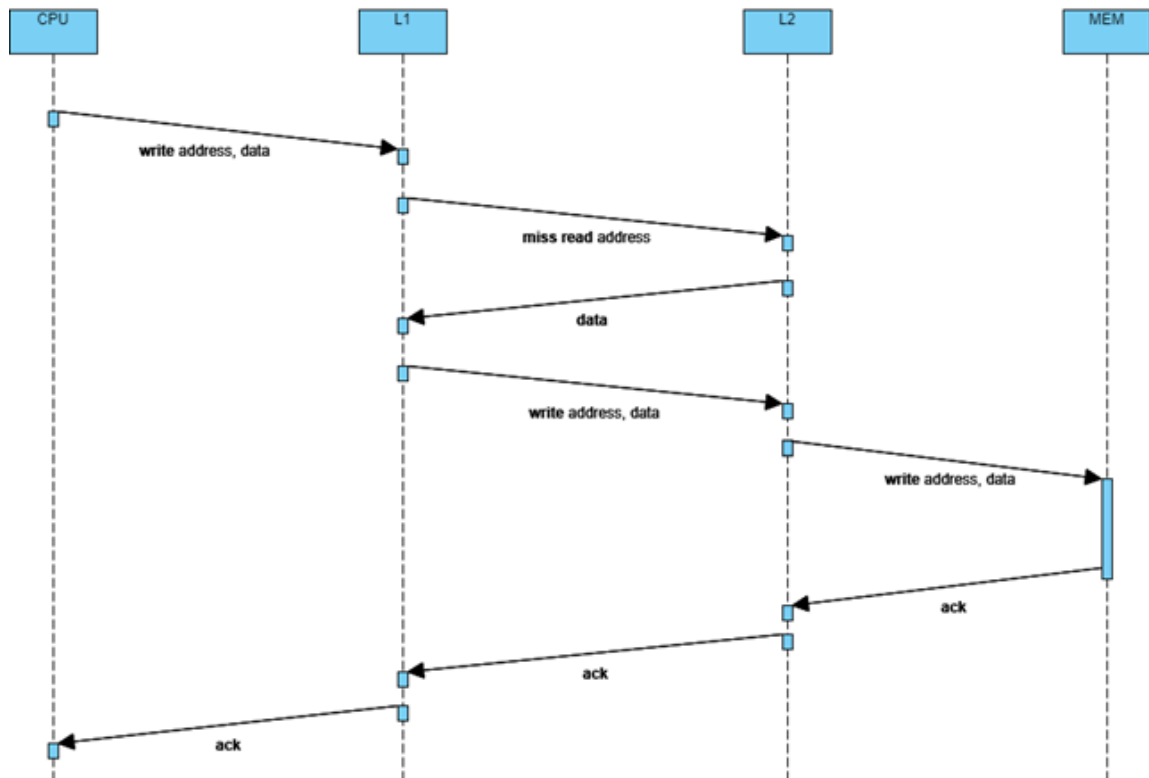 CPU
L1
L2
MEM
write address, data
miss read address
data
write address, data
write address, data
ack
ack
ack